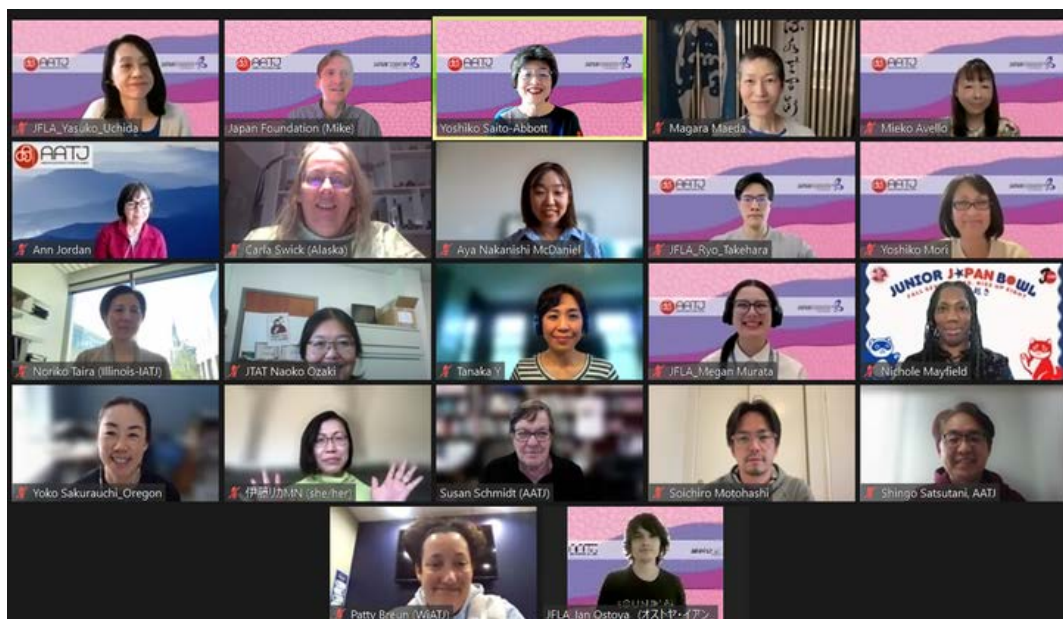 AATJ
JFLA_Yasuko_Uchida
AATJ
Japan Foundation (Mike)
AATJ
Yoshiko Saito-Abbott
Magara Maeda
AATJ
Mieko Avello
AATJ
Ann Jordan
Carla Swick (Alaska)
Aya Nakanishi McDaniel
AATJ
JFLA_Ryo_Takehara
AATJ
Yoshiko Mori
Noriko Taira (Illinois-IATJ)
JTAT Naoko Ozaki
Tanaka Y
AATJ
JFLA_Megan Murata
JUNIOR JAPAN BOWL
Nichole Mayfield
Yoko Sakurauchi_Oregon
伊藤リカMN (she/her)
Susan Schmidt (AATJ)
Soichiro Motohashi
Shingo Satsutani, AATJ
Patty Breun (WiATJ)
AATJ
JFLA_Ian Ostoya (オストヤ・イアン